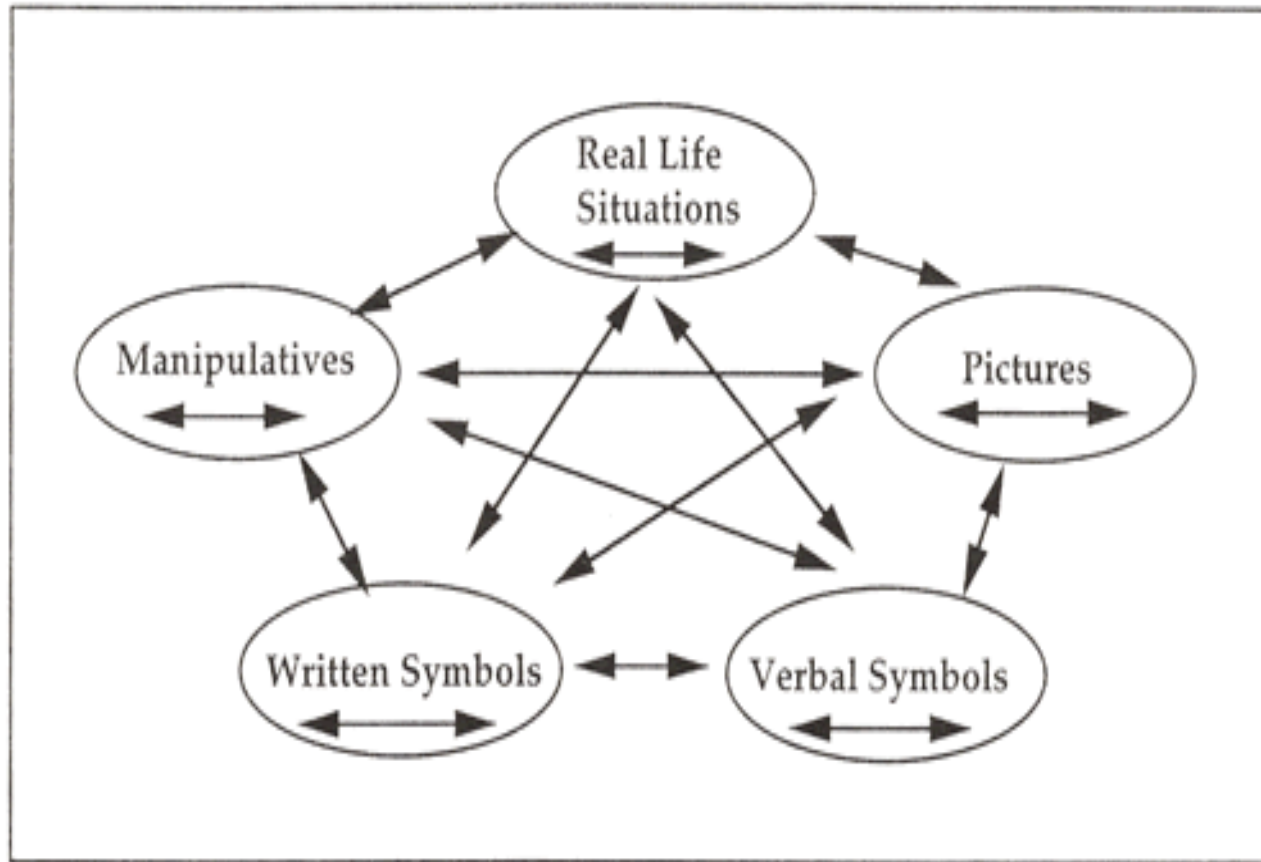 Real Life
Situations
Manipulatives
Pictures
Written Symbols
Verbal Symbols